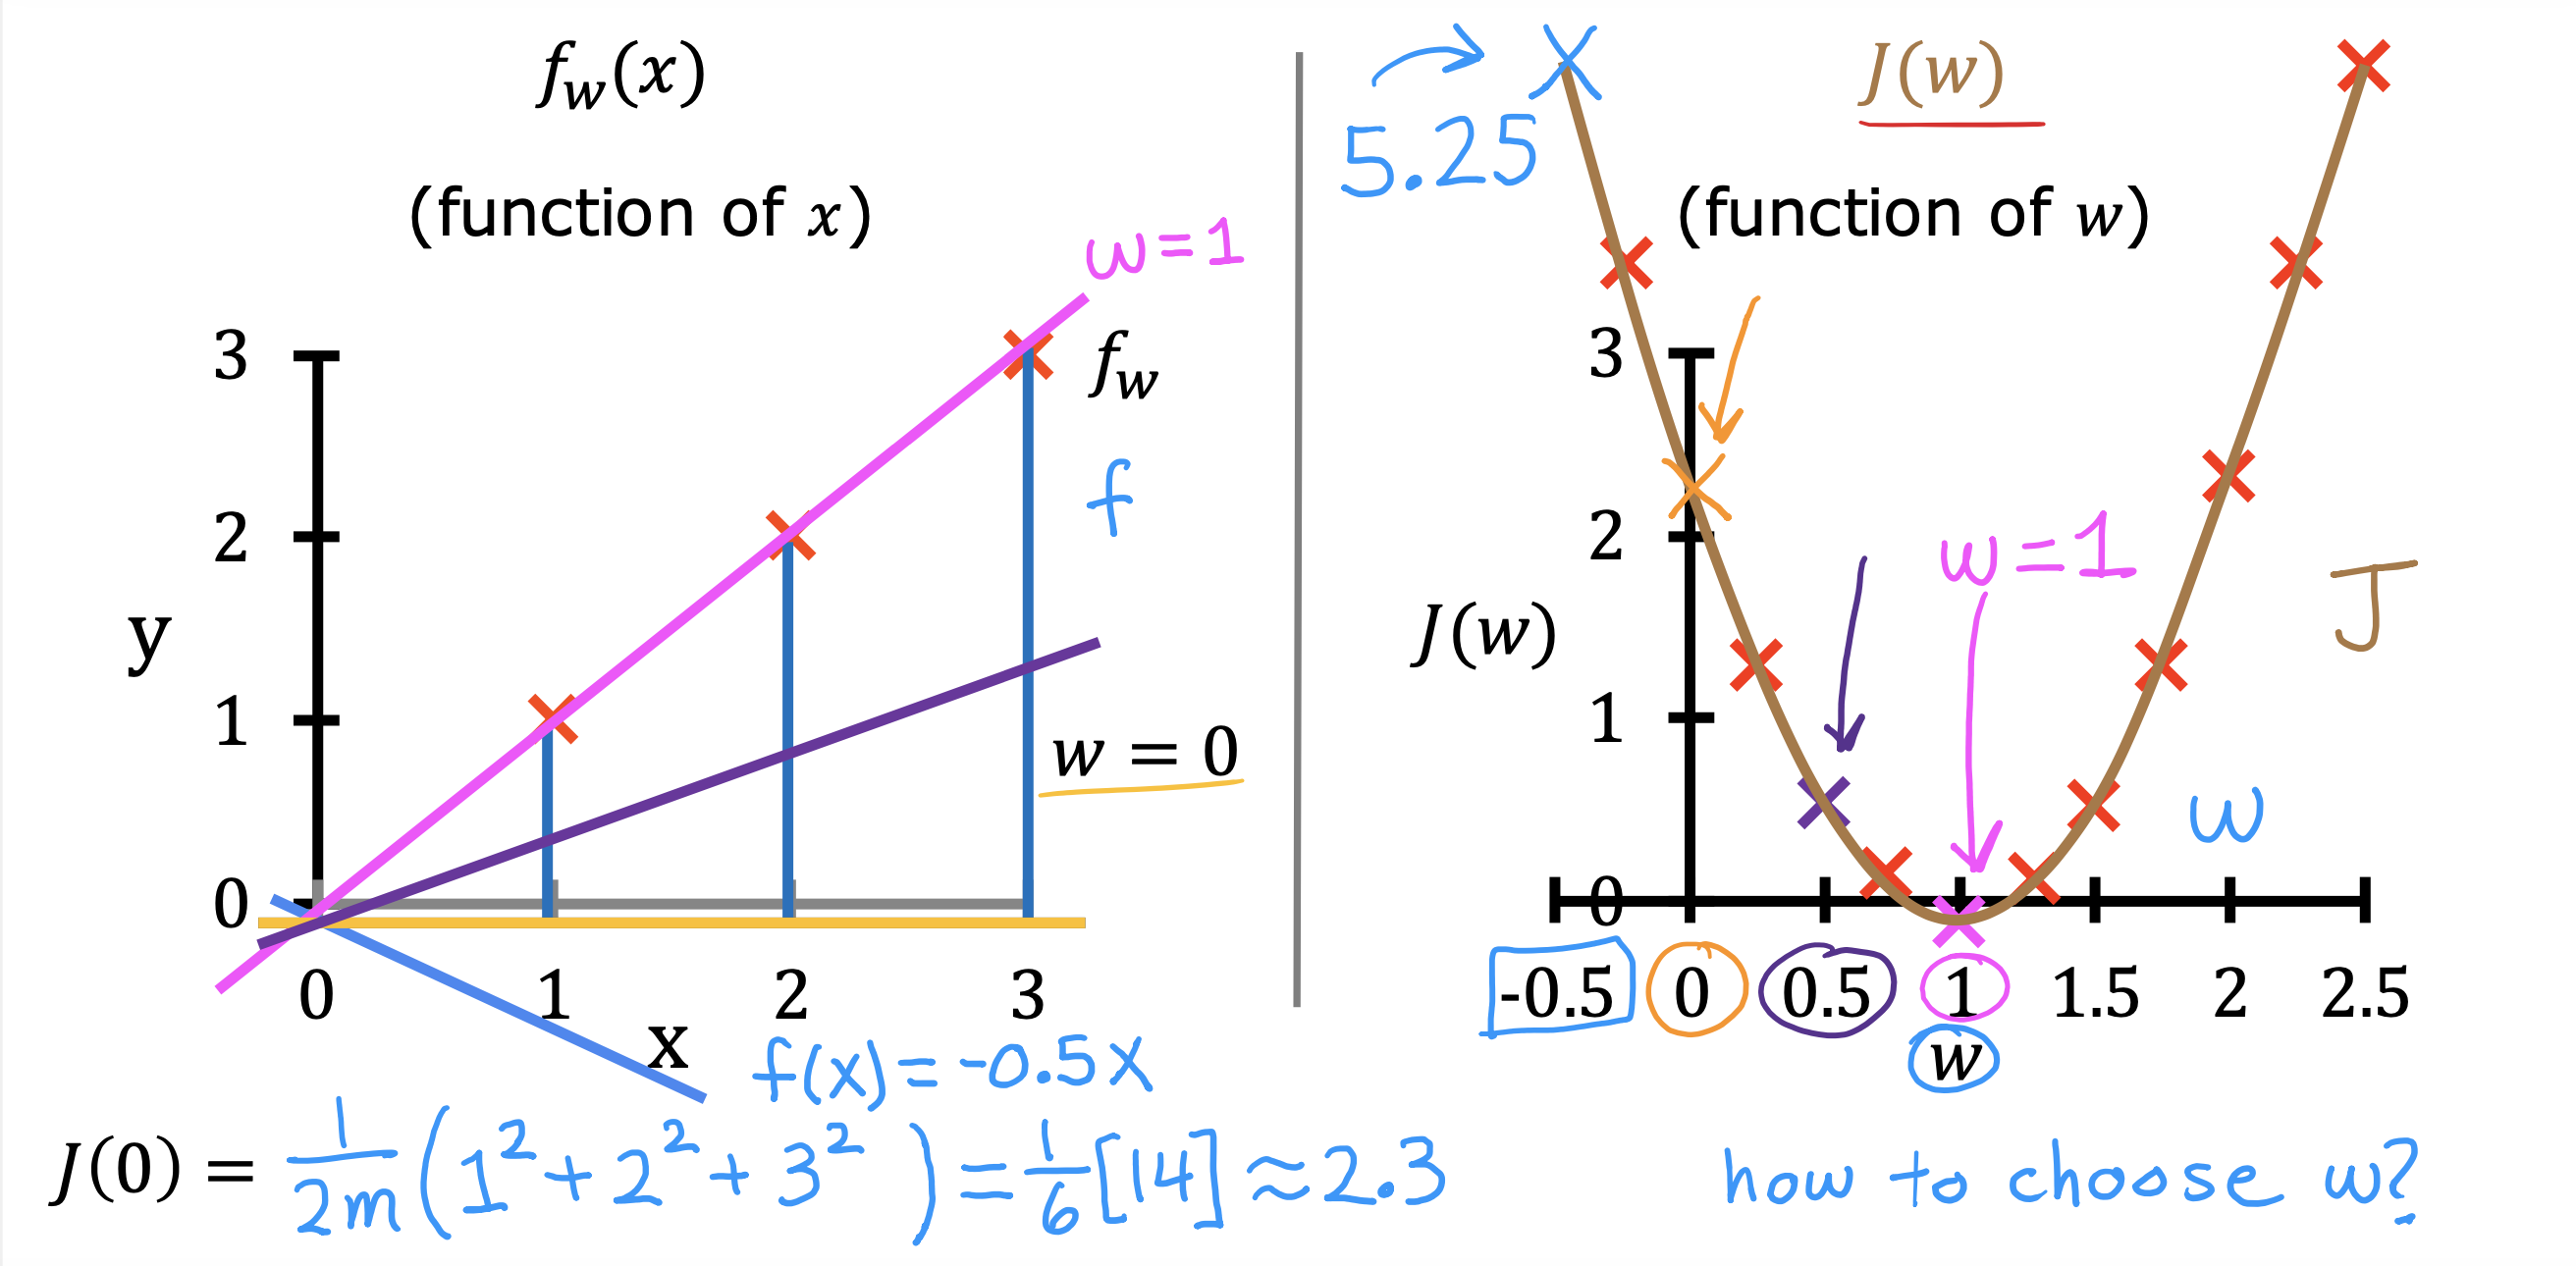 f_w(x)
(function of x)
w=1
3
f_w
f
2
y
1
w = 0
0
0 1 2 3
x
f(x) = -0.5x
J(0) = 1/2m (1² + 2² + 3²) = 1/6 [14] ≈ 2.3
5.25
J(w)
(function of w)
3
2
w=1
J
J(w)
1
w
0
-0.5 0 0.5 1 1.5 2 2.5
w
how to choose w?